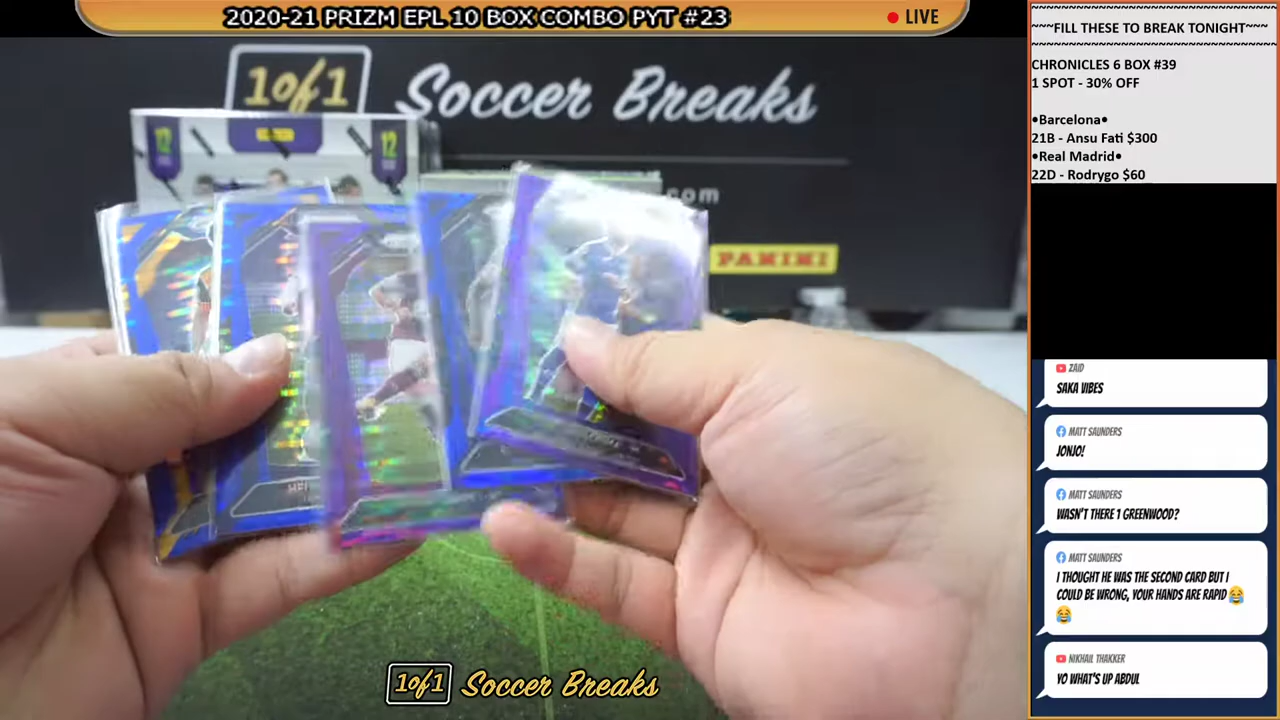 2020-21 PRIZM EPL 10 BOX COMBO PYT #23
LIVE
1of1 Soccer Breaks
12
12
com
PANINI
1of1 Soccer Breaks
~~~FILL THESE TO BREAK TONIGHT~~~
CHRONICLES 6 BOX #39
1 SPOT - 30% OFF
•Barcelona•
21B - Ansu Fati $300
•Real Madrid•
22D - Rodrygo $60
ZAID
SAKA VIBES
MATT SAUNDERS
JONJO!
MATT SAUNDERS
WASN'T THERE 1 GREENWOOD?
MATT SAUNDERS
I THOUGHT HE WAS THE SECOND CARD BUT I
COULD BE WRONG, YOUR HANDS ARE RAPID 😂
😂
NIKHAIL THAKKER
YO WHAT'S UP ABDUL